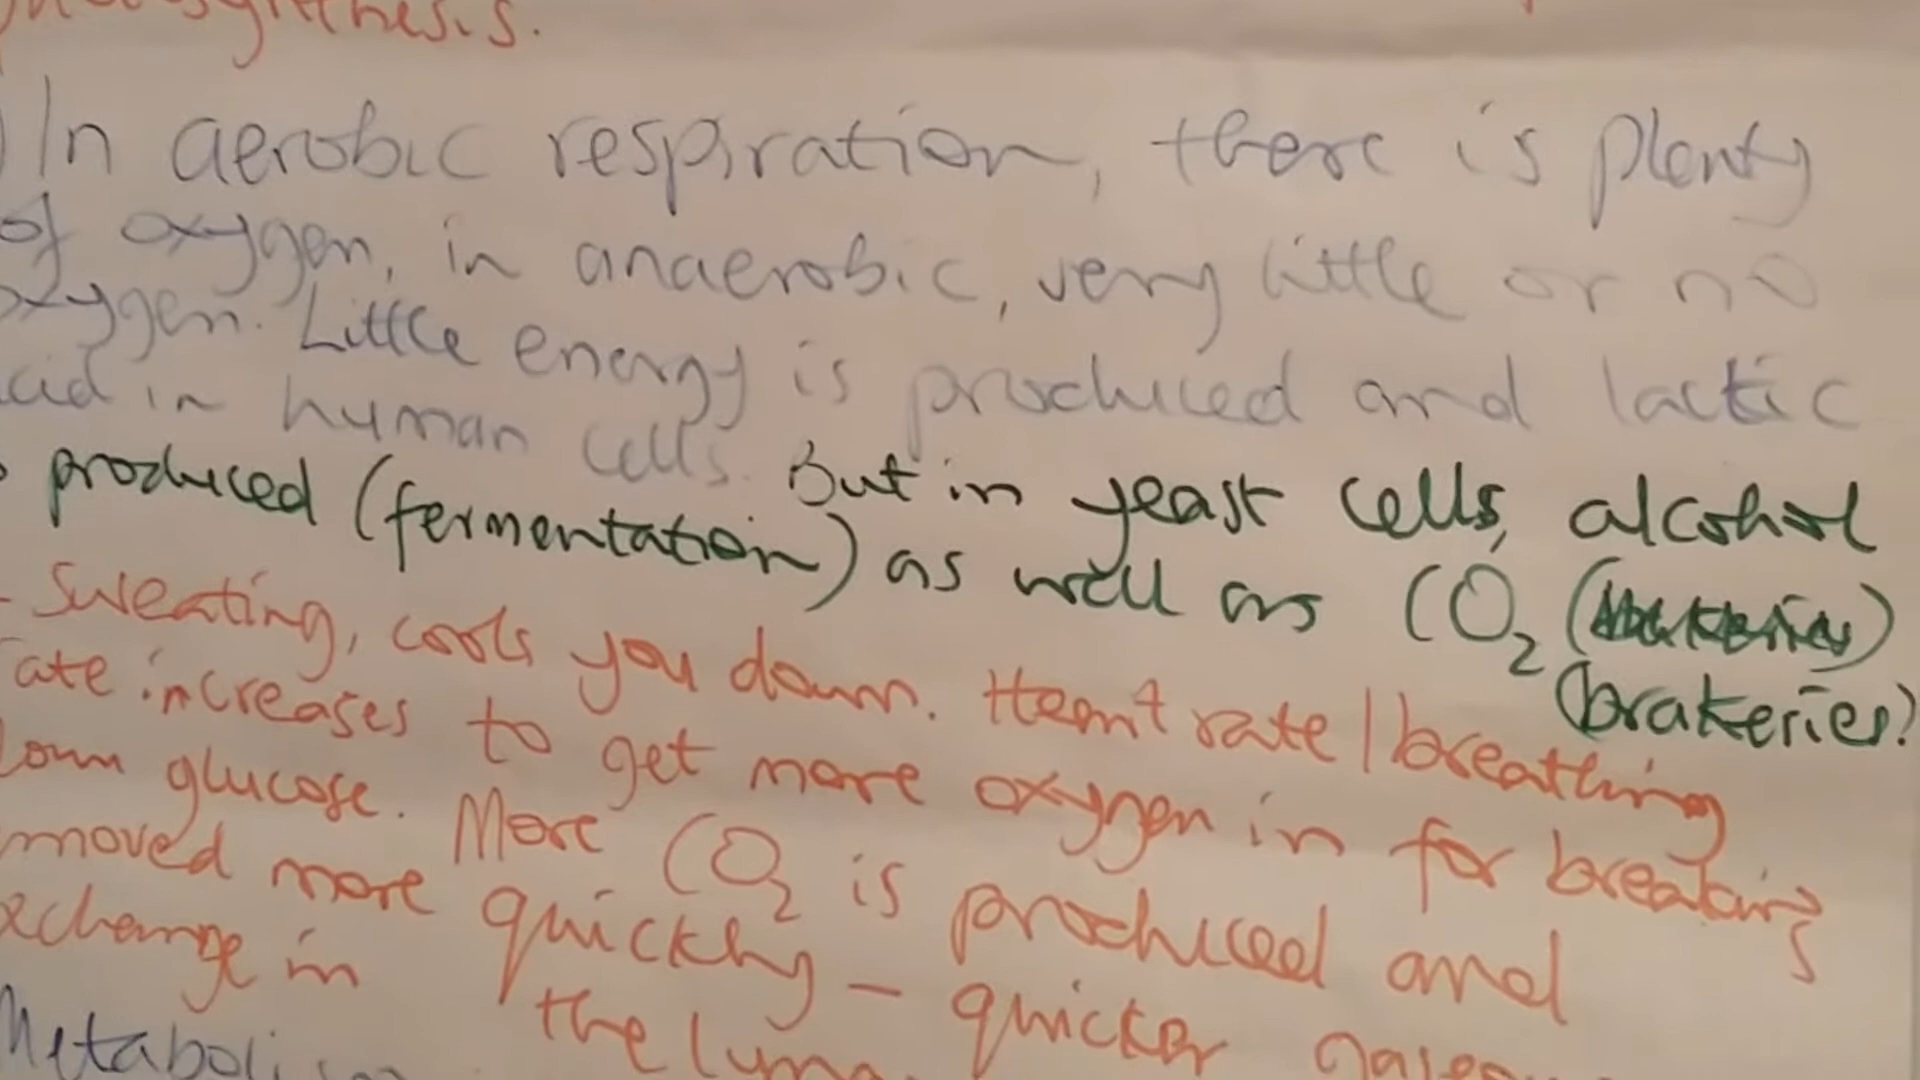 In aerobic respiration, there is plenty
of oxygen, in anaerobic, very little or no
oxygen. Little energy is produced and lactic
acid in human cells. But in yeast cells, alcohol
produced (fermentation) as well as CO2
(brakeries)
- Sweating, cools you down. Heart rate / breathing
rate increases to get more oxygen in for breaking
down glucose. More CO2 is produced and
moved more quickly - quicker
exchange in the
Metabolism